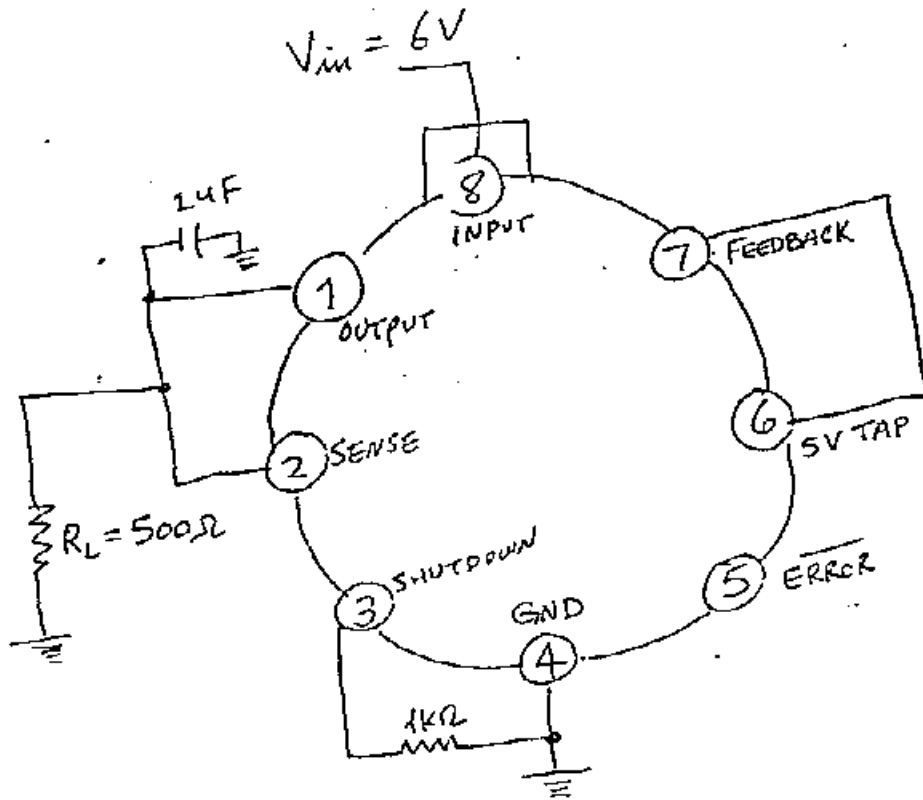 Vin = 6V
1µF
8
INPUT
7 FEEDBACK
1
OUTPUT
6
5V TAP
2 SENSE
RL = 500Ω
SHUTDOWN
3
GND
5 ERROR
4
1kΩ